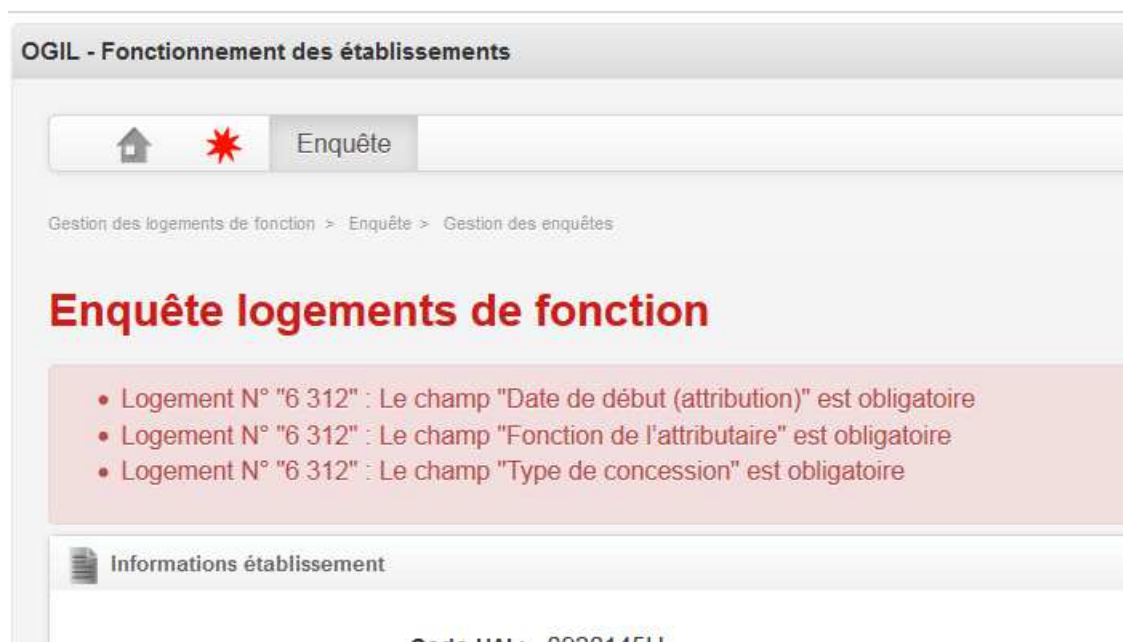 OGIL - Fonctionnement des établissements
Enquête
Gestion des logements de fonction > Enquête > Gestion des enquêtes
Enquête logements de fonction
• Logement N° "6 312" : Le champ "Date de début (attribution)" est obligatoire
• Logement N° "6 312" : Le champ "Fonction de l'attributaire" est obligatoire
• Logement N° "6 312" : Le champ "Type de concession" est obligatoire
Informations établissement